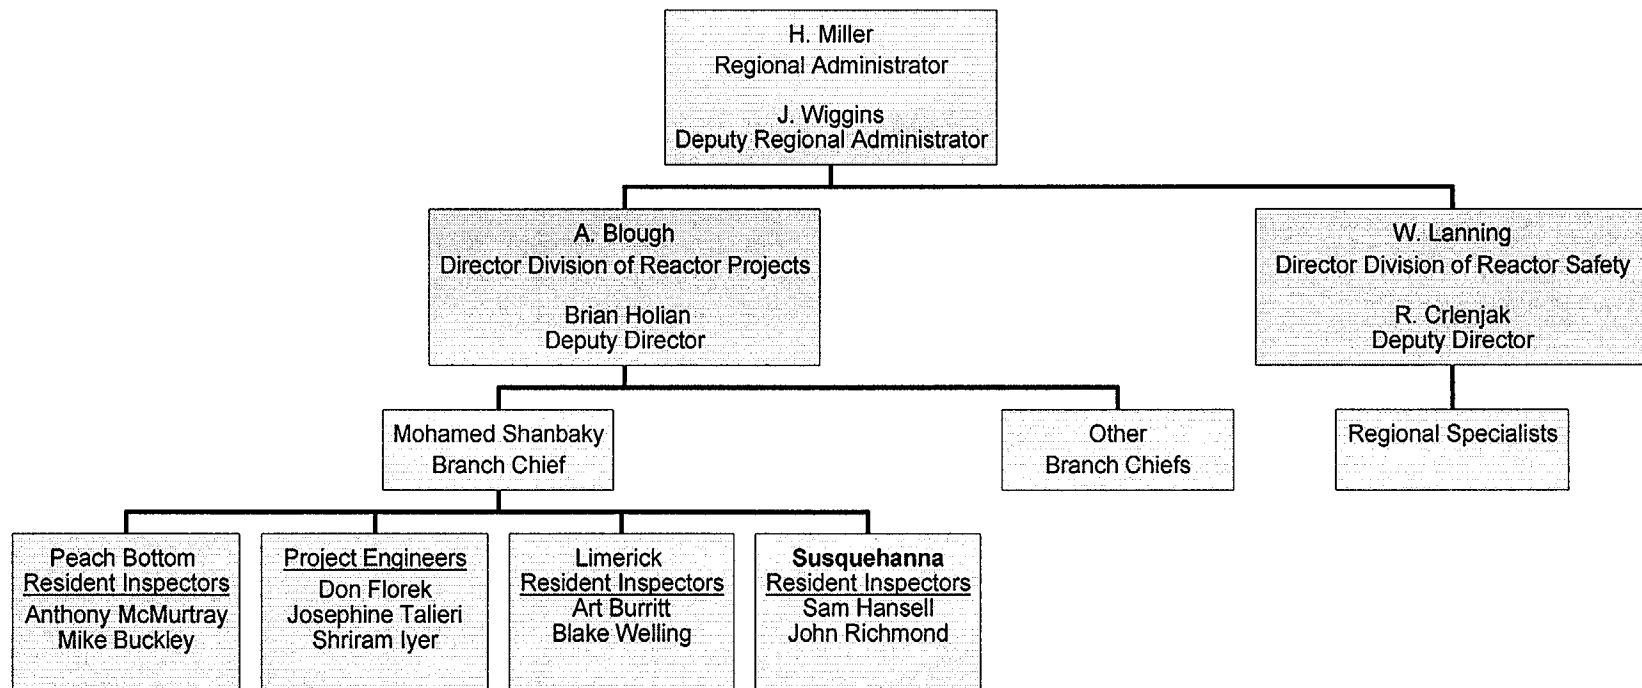 H. Miller
Regional Administrator
J. Wiggins
Deputy Regional Administrator
A. Blough
Director Division of Reactor Projects
Brian Holian
Deputy Director
W. Lanning
Director Division of Reactor Safety
R. Crlenjak
Deputy Director
Mohamed Shanbaky
Branch Chief
Other
Branch Chiefs
Regional Specialists
Peach Bottom
Resident Inspectors
Anthony McMurtray
Mike Buckley
Project Engineers
Don Florek
Josephine Talieri
Shriram Iyer
Limerick
Resident Inspectors
Art Burritt
Blake Welling
Susquehanna
Resident Inspectors
Sam Hansell
John Richmond